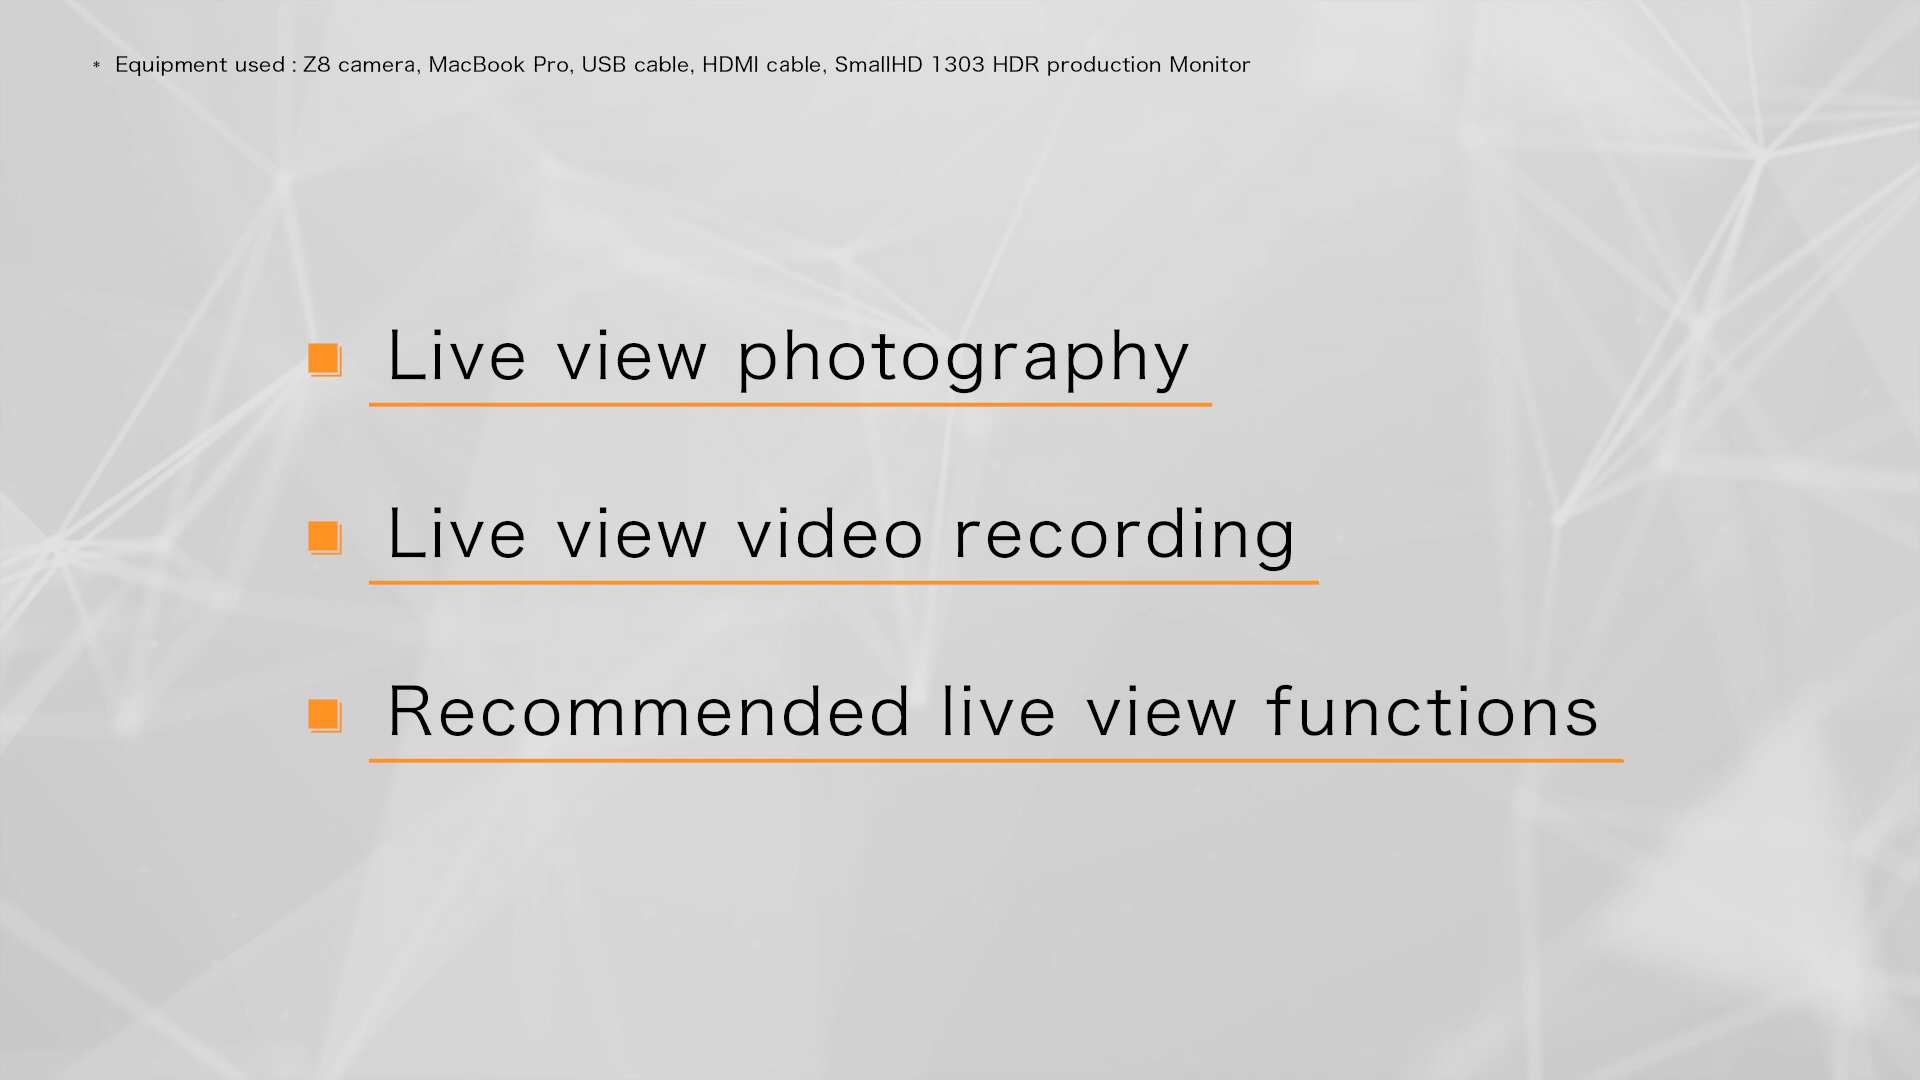 * Equipment used : Z8 camera, MacBook Pro, USB cable, HDMI cable, SmallHD 1303 HDR production Monitor
Live view photography
Live view video recording
Recommended live view functions